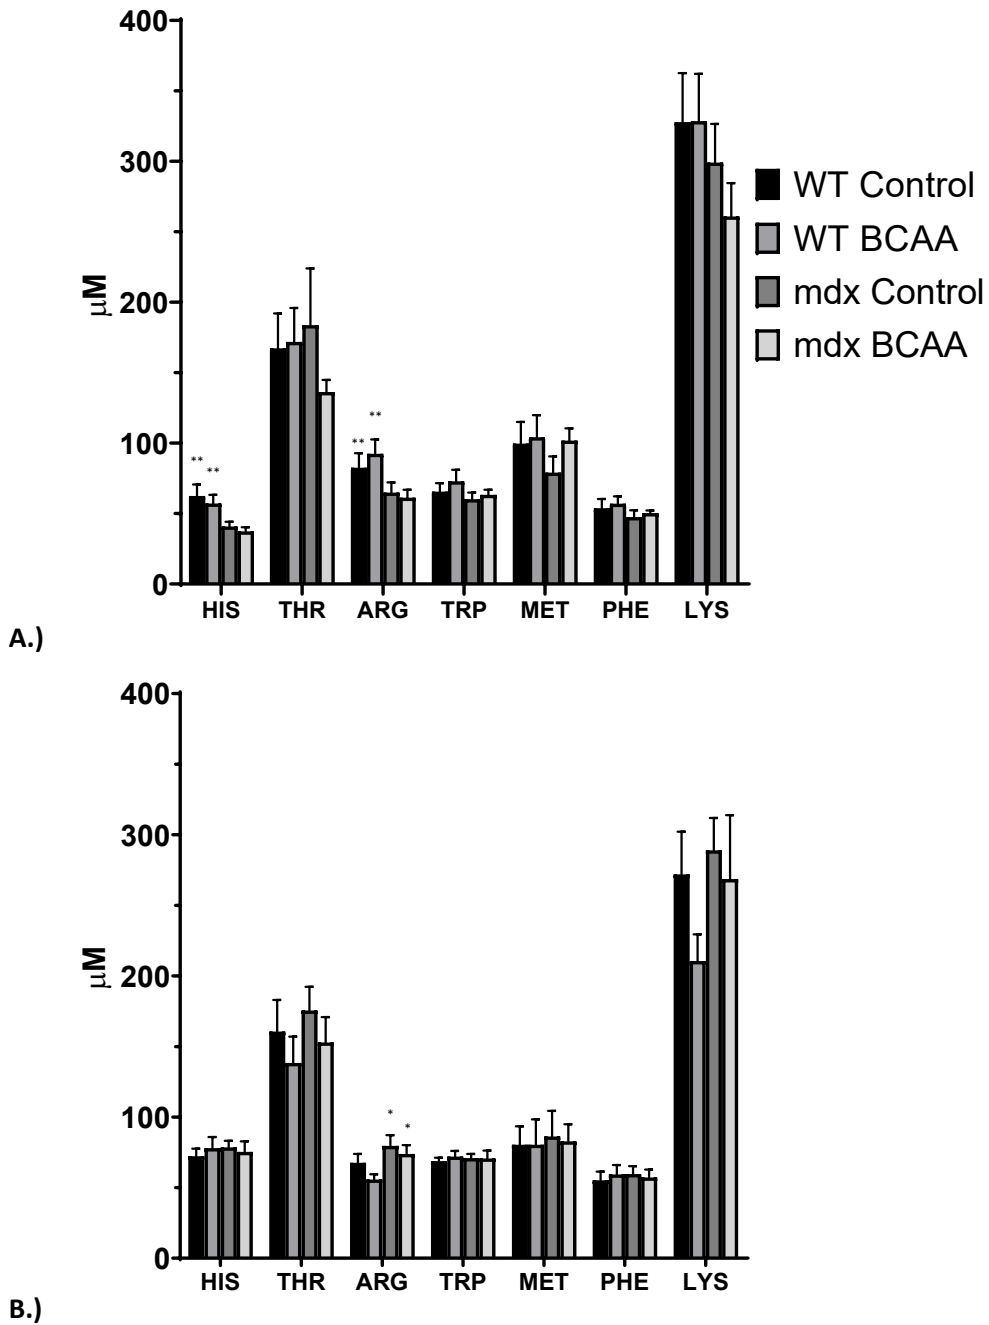 400
300
200
100
0
μM
WT Control
WT BCAA
mdx Control
mdx BCAA
** ** ** **
HIS THR ARG TRP MET PHE LYS
A.)
400
300
200
100
0
μM
* *
HIS THR ARG TRP MET PHE LYS
B.)